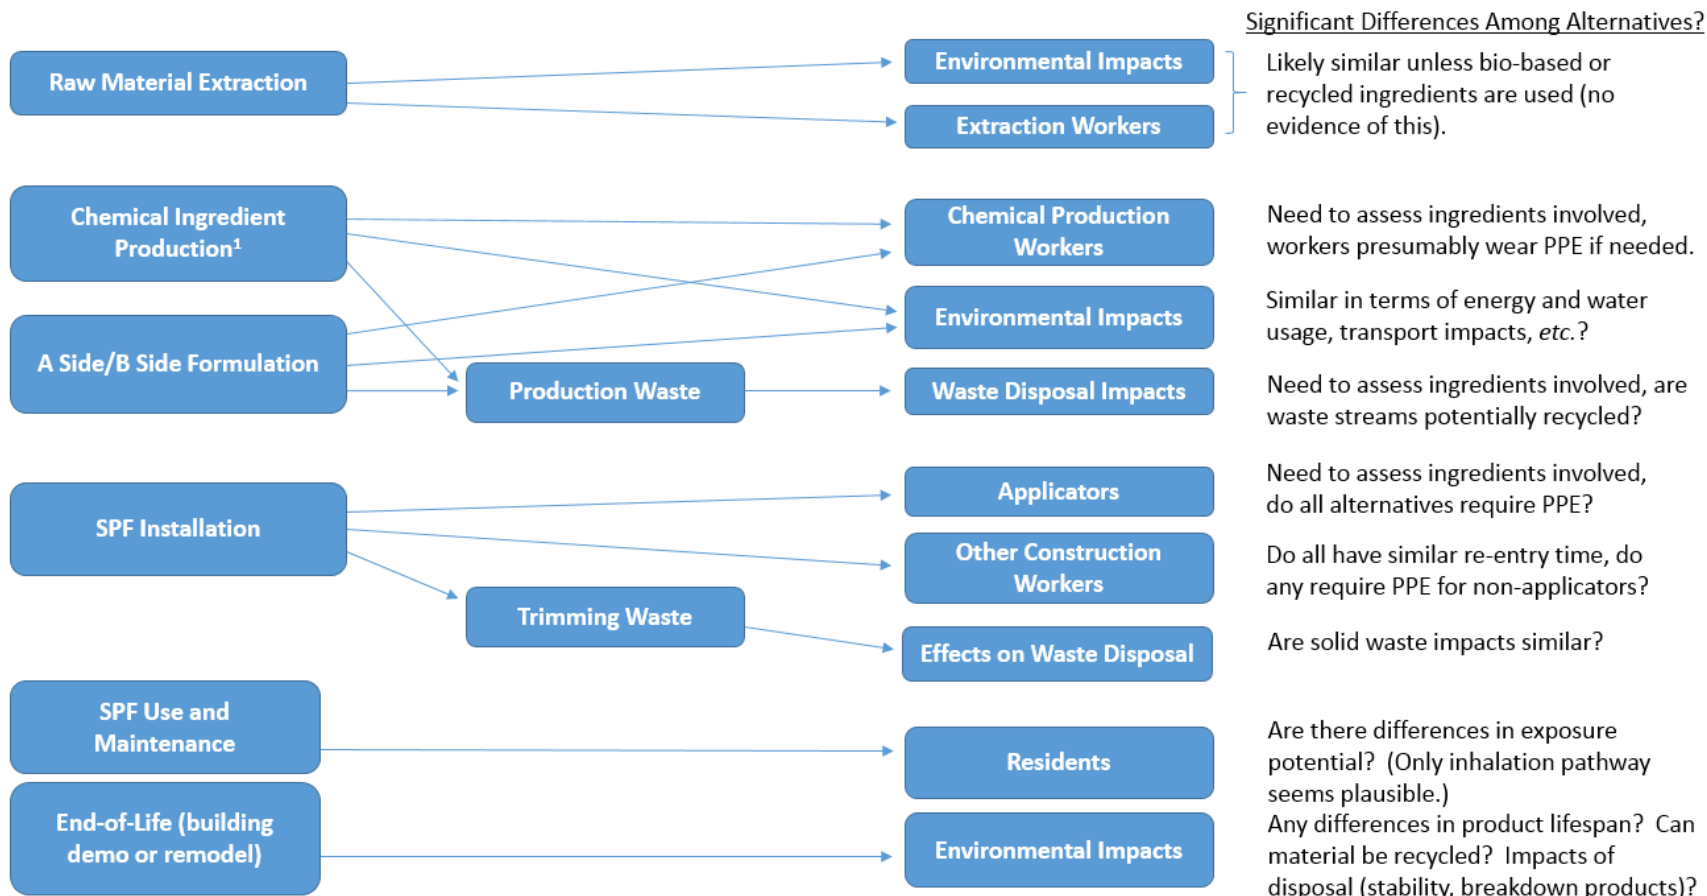 Significant Differences Among Alternatives?
Raw Material Extraction
Environmental Impacts
Extraction Workers
Likely similar unless bio-based or
recycled ingredients are used (no
evidence of this).
Chemical Ingredient
Production¹
Chemical Production
Workers
Need to assess ingredients involved,
workers presumably wear PPE if needed.
A Side/B Side Formulation
Environmental Impacts
Similar in terms of energy and water
usage, transport impacts, etc.?
Production Waste
Waste Disposal Impacts
Need to assess ingredients involved, are
waste streams potentially recycled?
SPF Installation
Applicators
Need to assess ingredients involved,
do all alternatives require PPE?
Other Construction
Workers
Do all have similar re-entry time, do
any require PPE for non-applicators?
Trimming Waste
Effects on Waste Disposal
Are solid waste impacts similar?
SPF Use and
Maintenance
Residents
Are there differences in exposure
potential? (Only inhalation pathway
seems plausible.)
End-of-Life (building
demo or remodel)
Environmental Impacts
Any differences in product lifespan? Can
material be recycled? Impacts of
disposal (stability, breakdown products)?